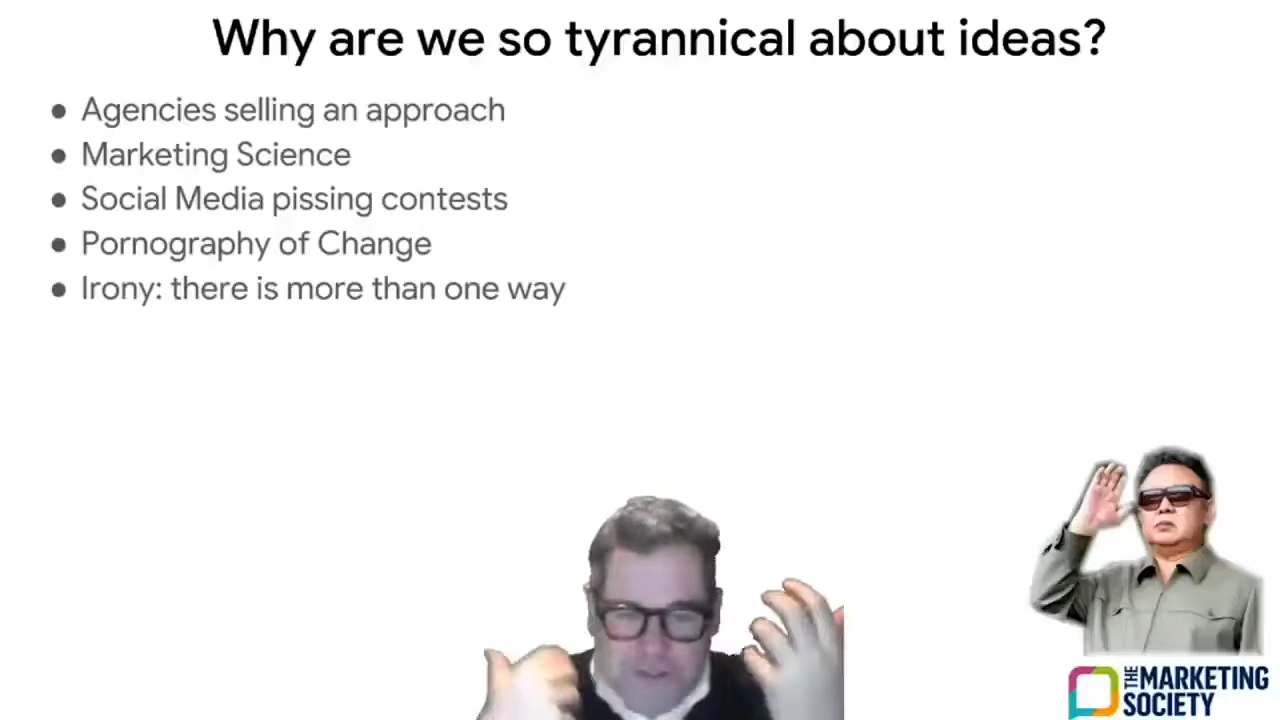 Why are we so tyrannical about ideas?
● Agencies selling an approach
● Marketing Science
● Social Media pissing contests
● Pornography of Change
● Irony: there is more than one way
THE MARKETING
SOCIETY